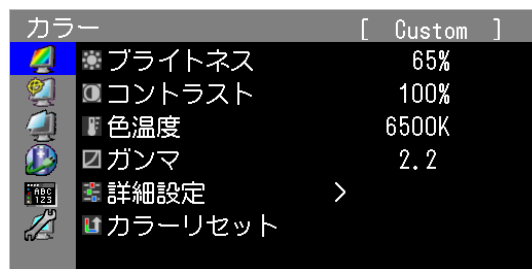 カラー [ Custom ]
ブライトネス 65%
コントラスト 100%
色温度 6500K
ガンマ 2.2
ABC
123
詳細設定 >
カラーリセット